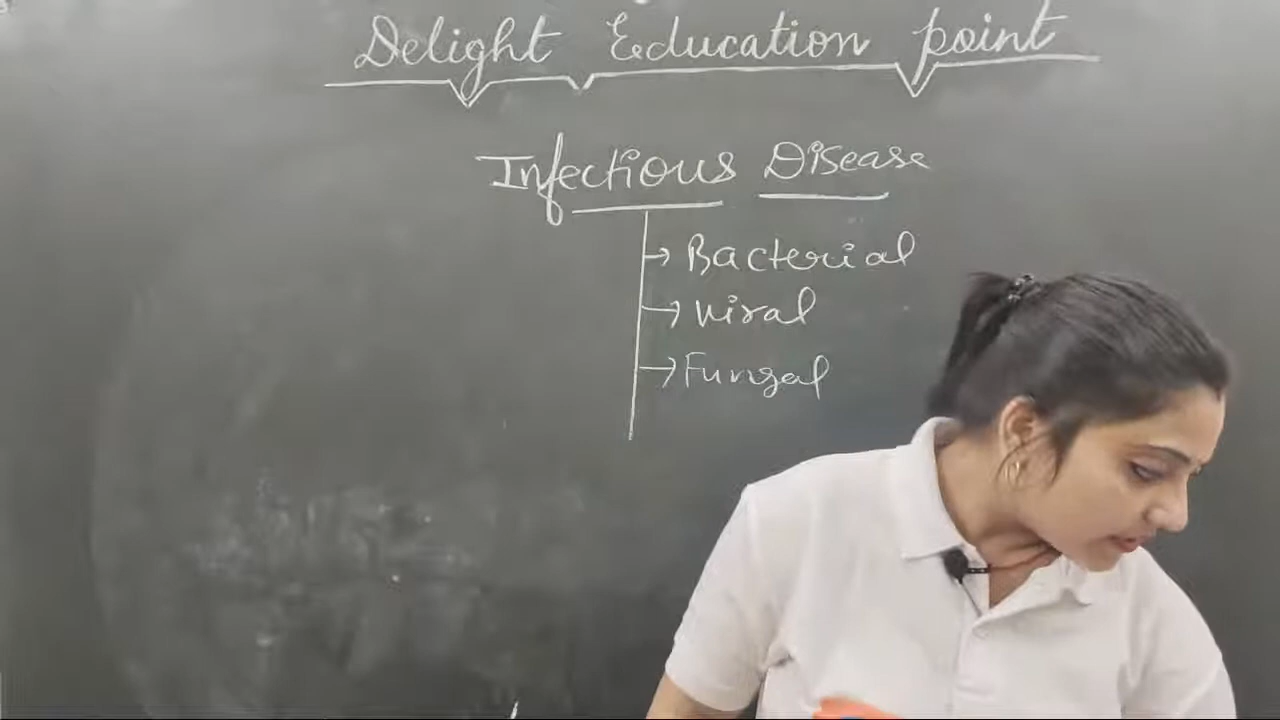 Delight Education point
Infectious Disease
→ Bacterial
→ Viral
→ Fungal